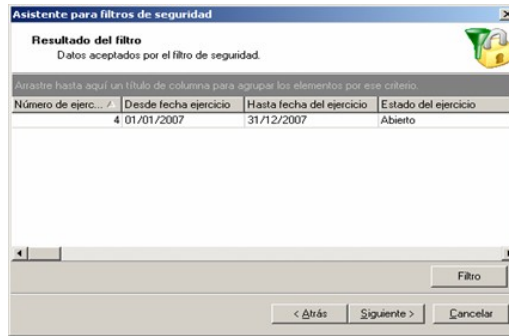 Asistente para filtros de seguridad
Resultado del filtro
Datos aceptados por el filtro de seguridad.
Arrastre hasta aquí un título de columna para agrupar los elementos por ese criterio.
Número de ejerc... Desde fecha ejercicio Hasta fecha del ejercicio Estado del ejercicio
4 01/01/2007 31/12/2007 Abierto
Filtro
< Atrás Siguiente > Cancelar